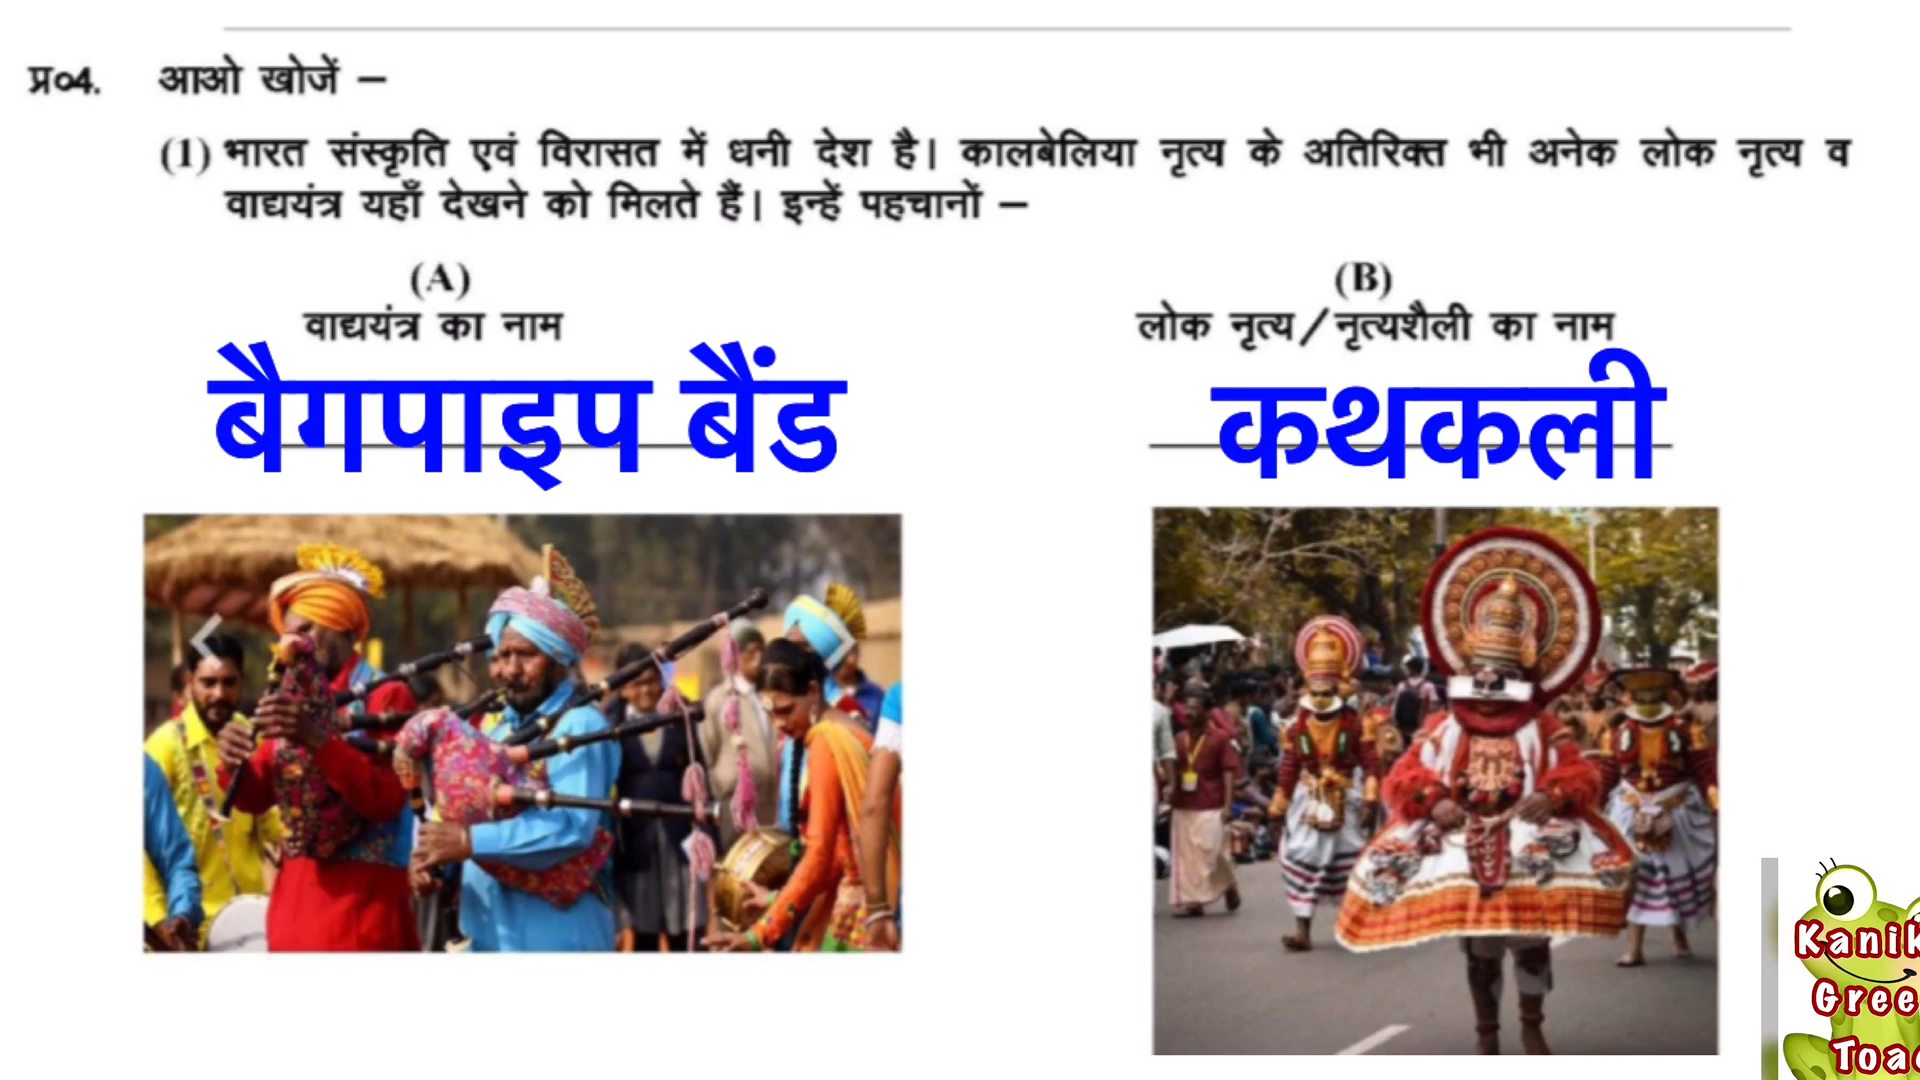 प्र०4. आओ खोजें –
(1) भारत संस्कृति एवं विरासत में धनी देश है। कालबेलिया नृत्य के अतिरिक्त भी अनेक लोक नृत्य व
वाद्ययंत्र यहाँ देखने को मिलते हैं। इन्हें पहचानों –
(A)
वाद्ययंत्र का नाम
बैगपाइप बैंड
(B)
लोक नृत्य/नृत्यशैली का नाम
कथकली